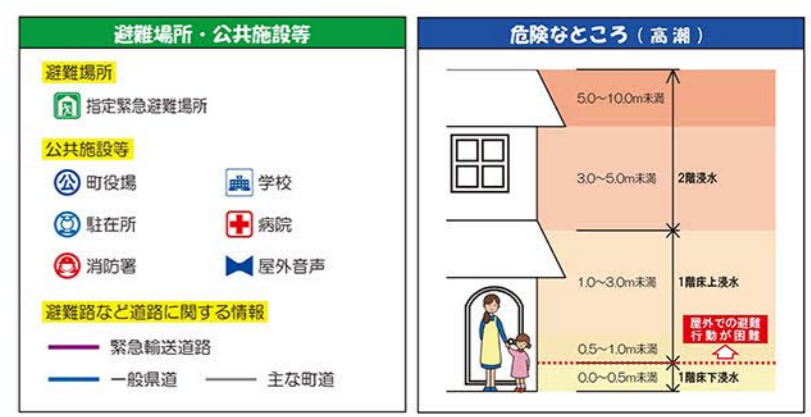 避難場所・公共施設等
避難場所
指定緊急避難場所
公共施設等
公 町役場
学校
駐在所
病院
消防署
屋外音声
避難路など道路に関する情報
緊急輸送道路
一般県道
主な町道
危険なところ(高潮)
5.0~10.0m未満
3.0~5.0m未満
2階浸水
1.0~3.0m未満
1階床上浸水
屋外での避難
行動が困難
0.5~1.0m未満
0.0~0.5m未満
1階床下浸水